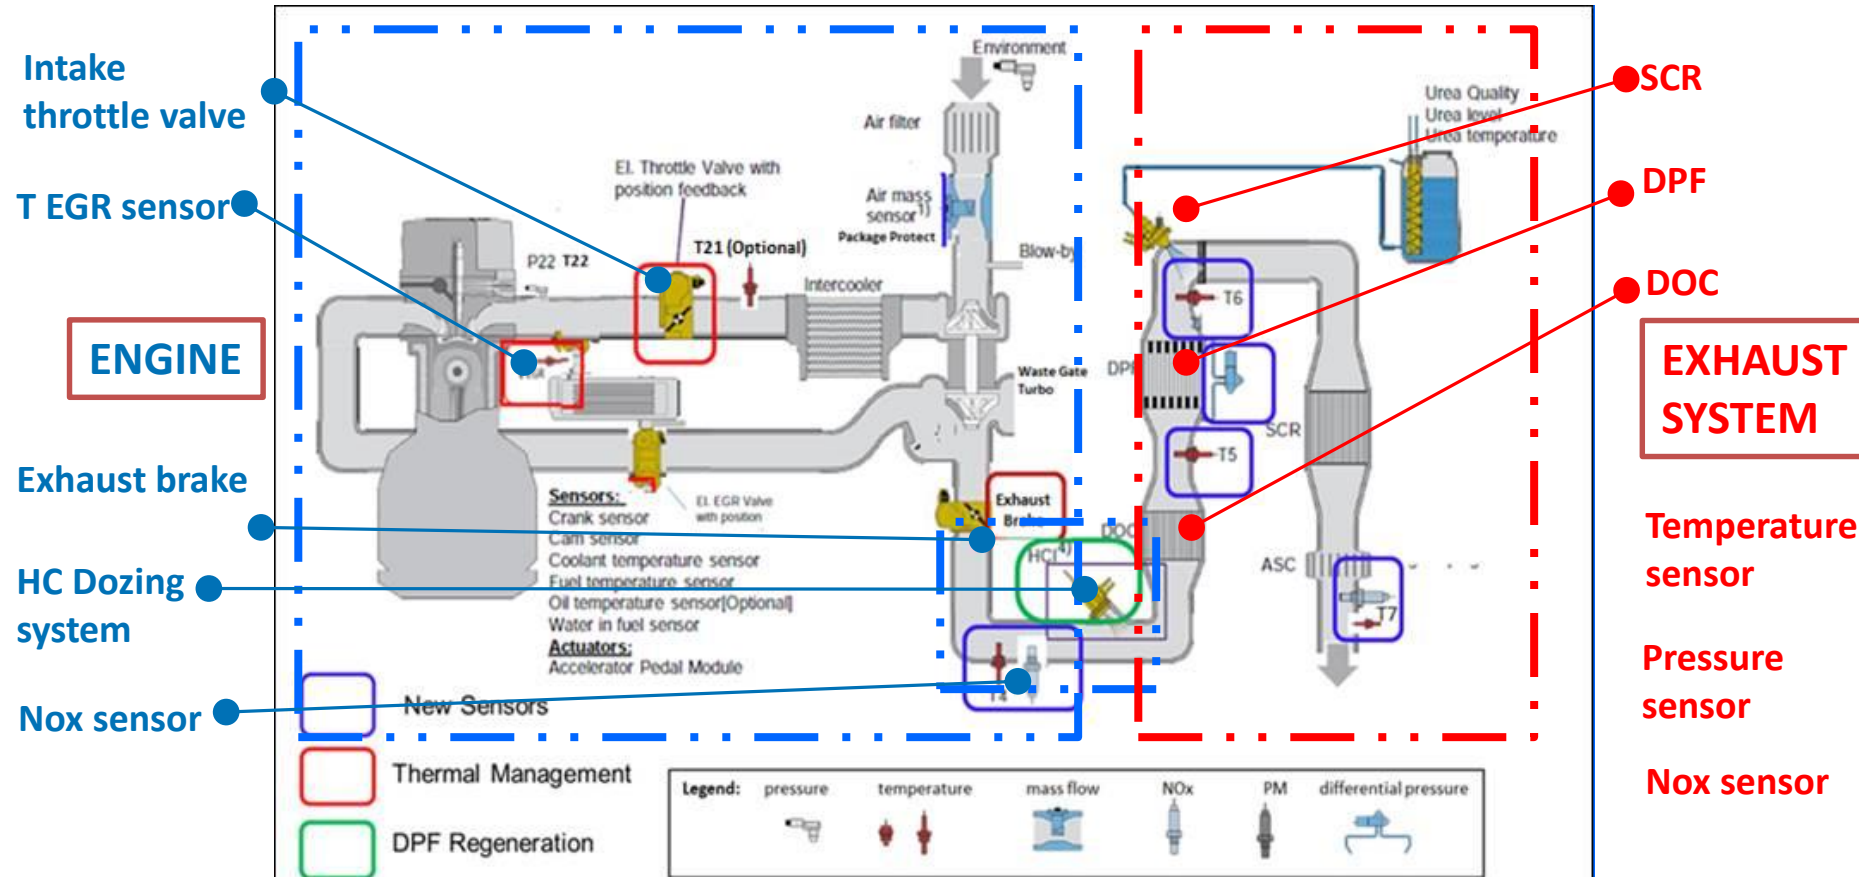 Intake
throttle valve
T EGR sensor
ENGINE
Exhaust brake
HC Dozing
system
Nox sensor
Environment
Air filter
El. Throttle Valve with
position feedback
Air mass
sensor1)
Package Protect
T21 (Optional)
Blow-by
P22 T22
Intercooler
Waste Gate
Turbo
El. EGR Valve
with position
Sensors:
Crank sensor
Cam sensor
Coolant temperature sensor
Fuel temperature sensor
Oil temperature sensor[Optional]
Water in fuel sensor
Actuators:
Accelerator Pedal Module
Exhaust
Brake
HCI4)
DOC
T4
Urea Quality
Urea level
Urea temperature
T6
DPF
SCR
T5
ASC
T7
New Sensors
Thermal Management
DPF Regeneration
Legend:
pressure
temperature
mass flow
NOx
PM
differential pressure
SCR
DPF
DOC
EXHAUST
SYSTEM
Temperature
sensor
Pressure
sensor
Nox sensor